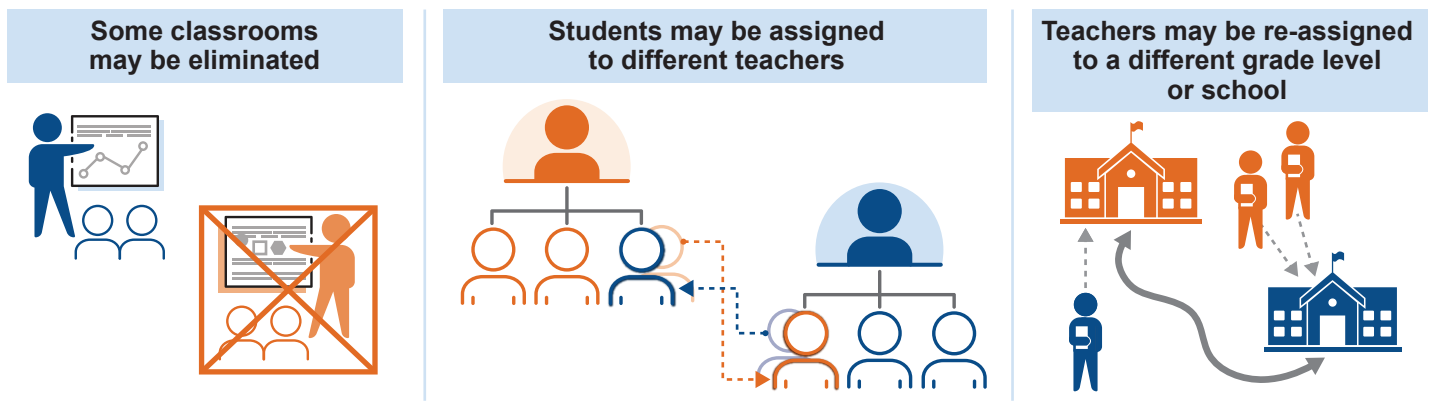 Some classrooms
may be eliminated
Students may be assigned
to different teachers
Teachers may be re-assigned
to a different grade level
or school